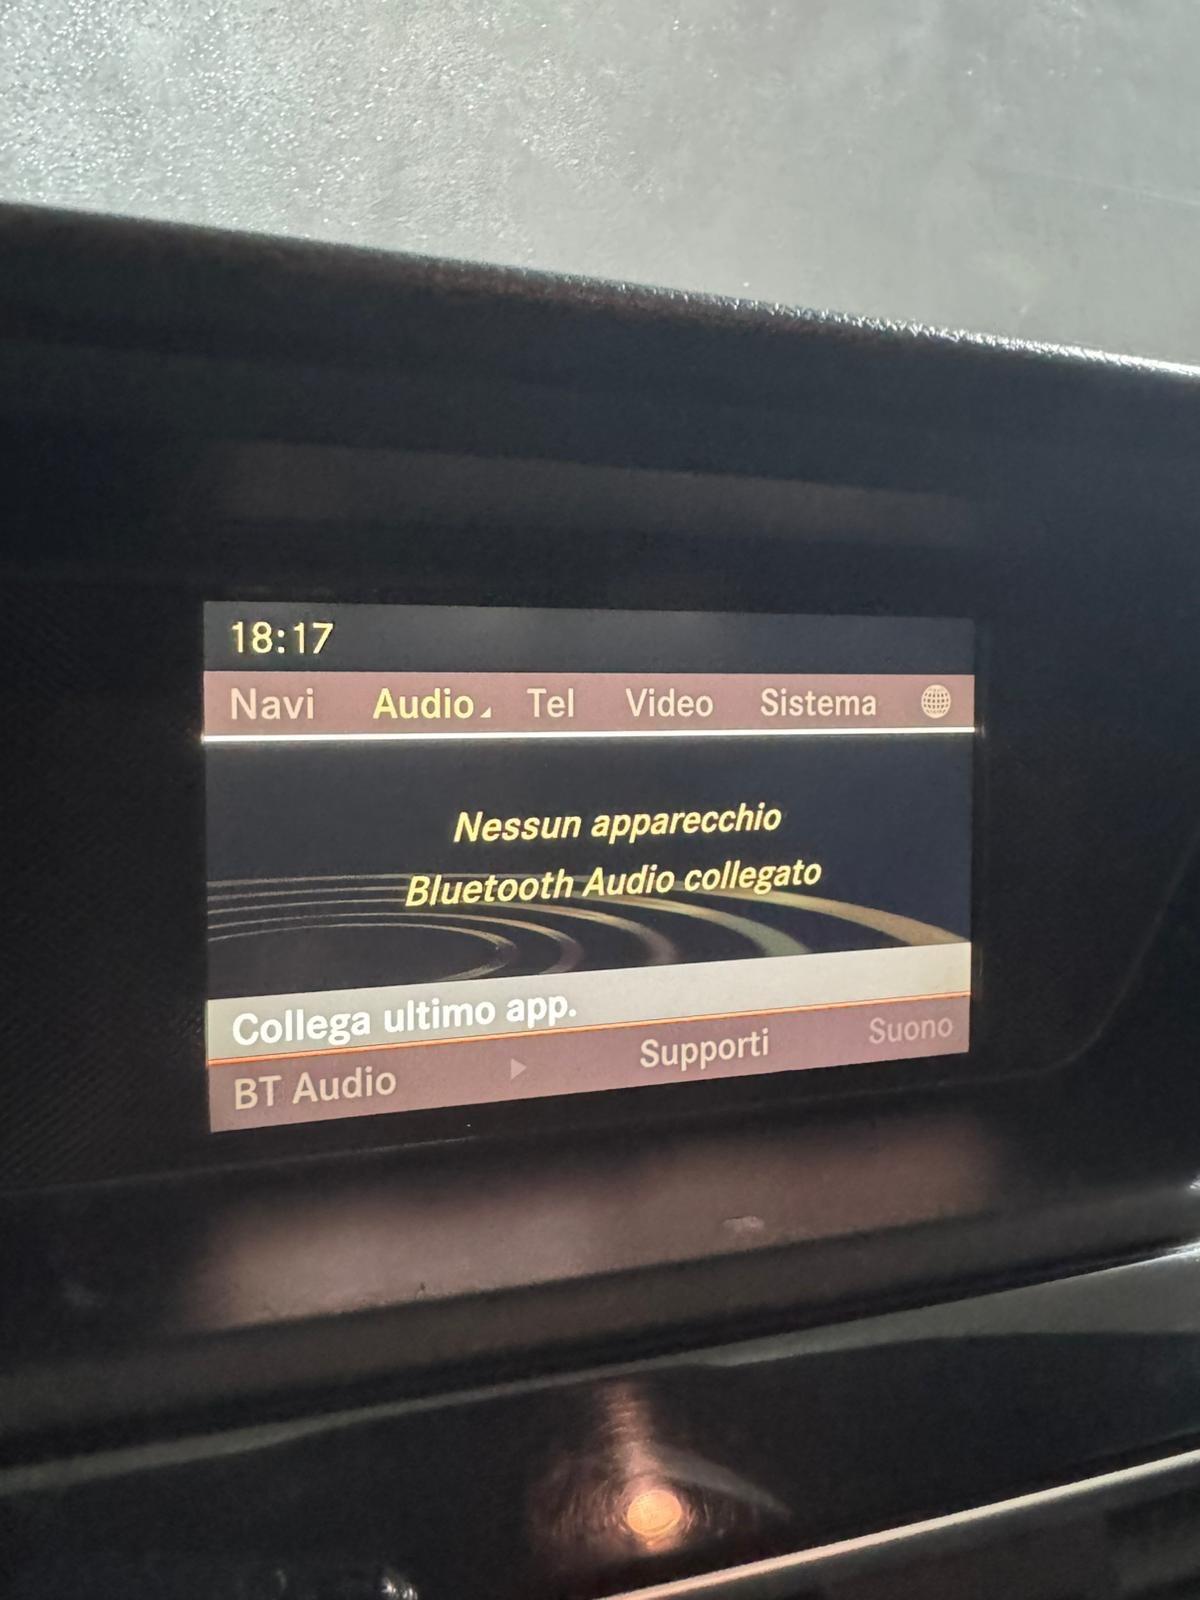 18:17
Navi Audio Tel Video Sistema
Nessun apparecchio
Bluetooth Audio collegato
Collega ultimo app.
BT Audio Supporti Suono